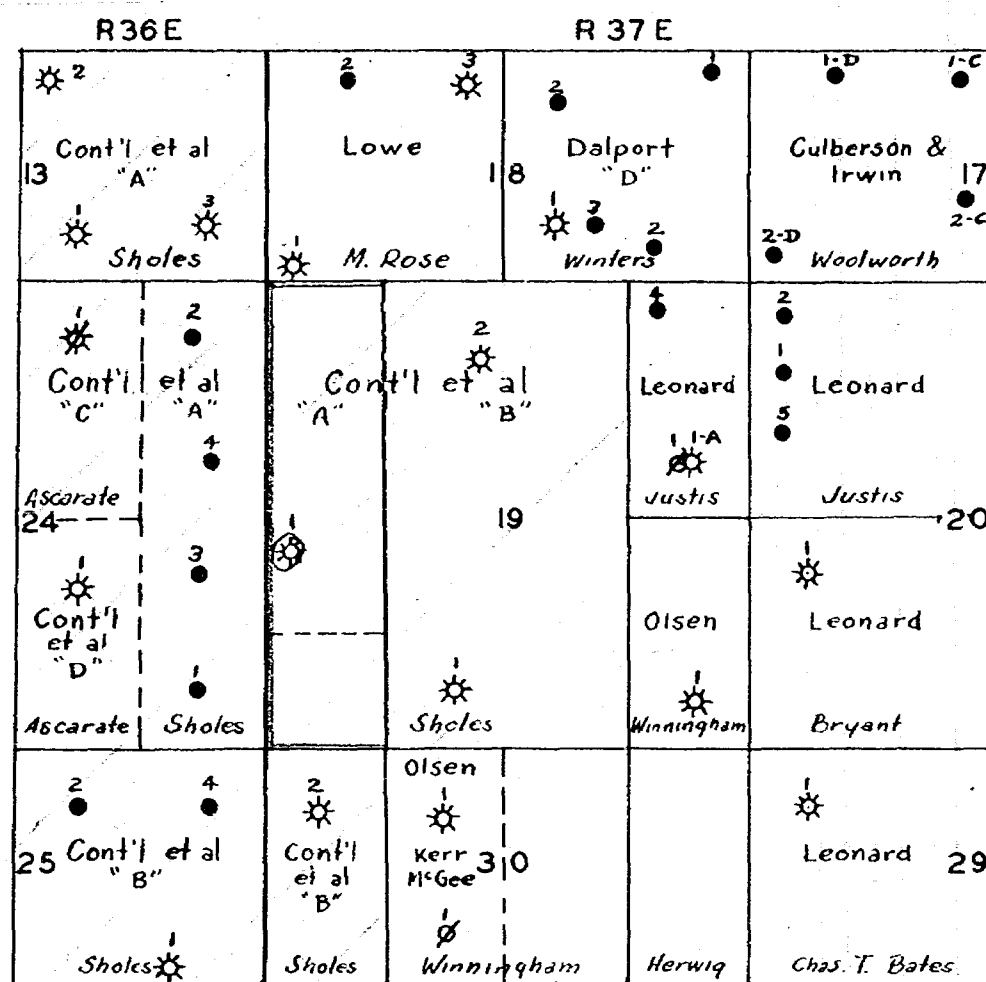 R 36 E
R 37 E
2
Cont'l et al
"A"
13
1
3
Sholes
2
3
Lowe
18
1
M. Rose
2
1
Dalport
"D"
1
3
2
Winters
1-D
1-C
Culberson &
Irwin
17
2-C
2-D
Woolworth
1
2
Cont'l et al
"C"
"A"
4
Ascarate
24
3
1
Cont'l
et al
"D"
1
Ascarate
Sholes
2
Cont'l et al
"A"
"B"
19
1
1
Sholes
4
Leonard
1
1-A
Justis
2
1
Leonard
5
Justis
20
Olsen
1
Winningham
1
Leonard
Bryant
2
4
25
Cont'l et al
"B"
1
Sholes
2
Cont'l
et al
"B"
Sholes
Olsen
1
Kerr
McGee
30
1
Winningham
Herwig
1
Leonard
29
Chas. T. Bates